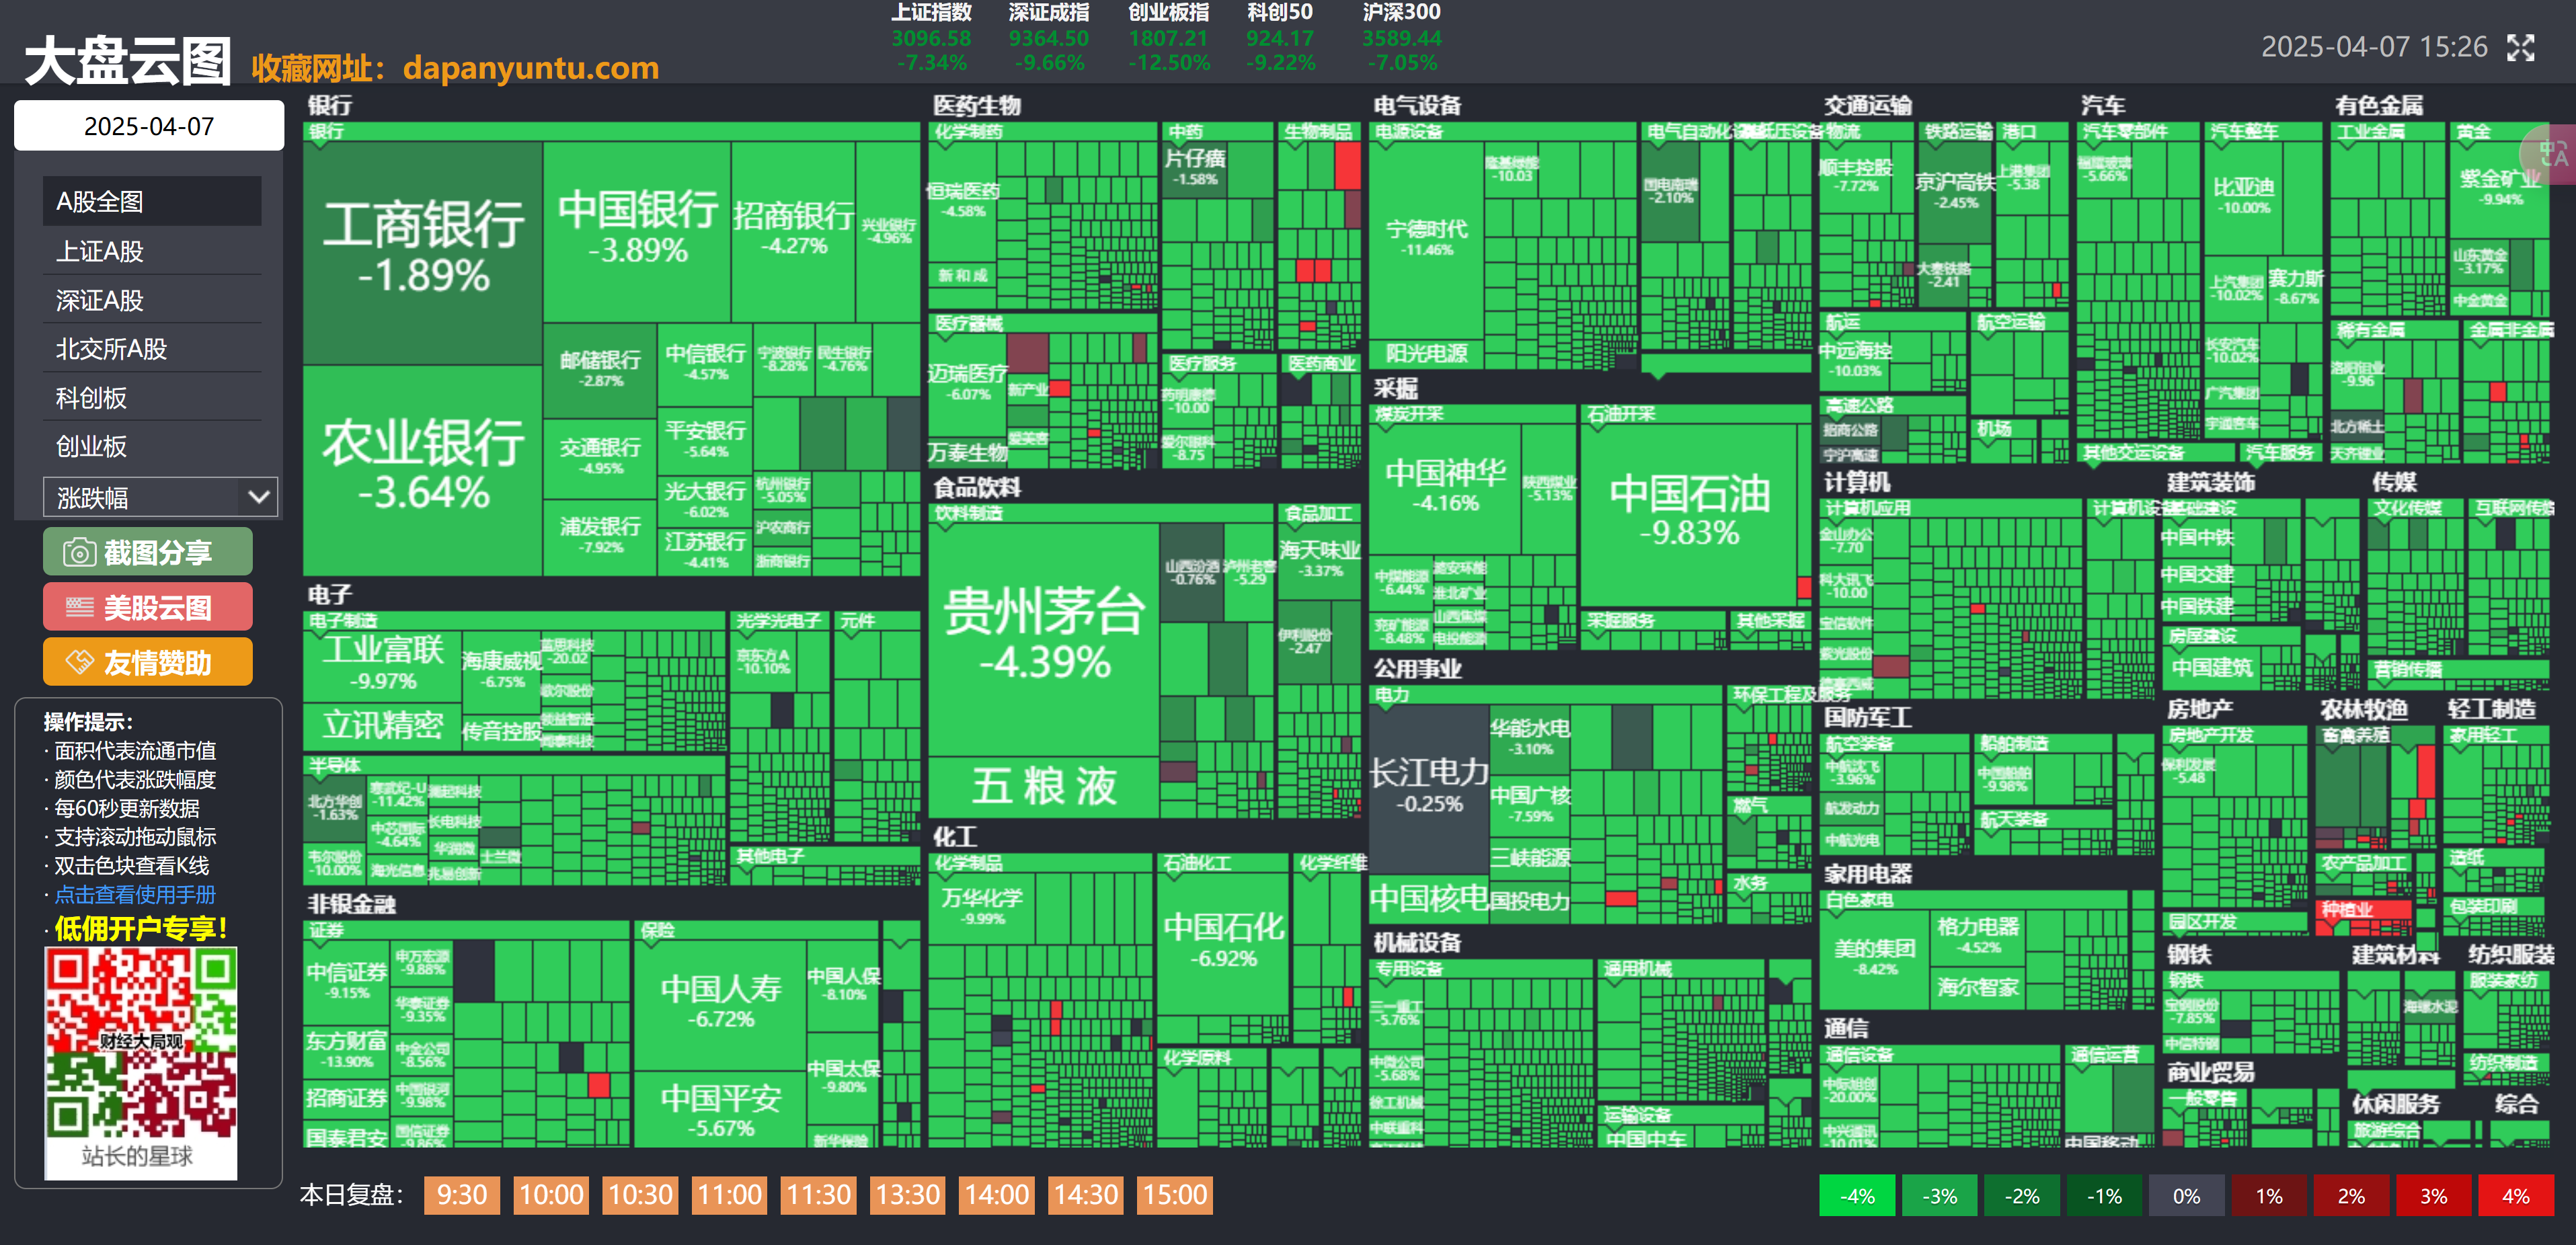 上证指数 深证成指 创业板指 科创50 沪深300
3096.58 9364.50 1807.21 924.17 3589.44
-7.34% -9.66% -12.50% -9.22% -7.05%
大盘云图 收藏网址：dapanyuntu.com
2025-04-07 15:26
2025-04-07
A股全图
上证A股
深证A股
北交所A股
科创板
创业板
涨跌幅
截图分享
美股云图
友情赞助
操作提示：
· 面积代表流通市值
· 颜色代表涨跌幅度
· 每60秒更新数据
· 支持滚动拖动鼠标
· 双击色块查看K线
· 点击查看使用手册
· 低佣开户专享！
财经大局观
站长的星球
银行
银行
工商银行
-1.89%
中国银行
-3.89%
招商银行
-4.27%
兴业银行
-4.96%
农业银行
-3.64%
邮储银行
-2.87%
中信银行
-4.57%
宁波银行
-8.28%
民生银行
-4.76%
交通银行
-4.95%
平安银行
-5.64%
浦发银行
-7.92%
光大银行
-6.02%
杭州银行
-5.05%
沪农商行
江苏银行
-4.41%
浙商银行
电子
电子制造
工业富联
-9.97%
海康威视
-6.75%
蓝思科技
-20.02
歌尔股份
立讯精密
传音控股
领益智造
闻泰科技
光学光电子
京东方A
-10.10%
元件
半导体
北方华创
-1.63%
寒武纪-U
-11.42%
澜起科技
中芯国际
-4.64%
长电科技
韦尔股份
-10.00%
海光信息
华润微
兆易创新
士兰微
其他电子
非银金融
证券
中信证券
-9.15%
申万宏源
-9.88%
华泰证券
-9.35%
东方财富
-13.90%
中金公司
-8.56%
招商证券
中国银河
-9.98%
国泰君安
国信证券
-9.86%
保险
中国人寿
-6.72%
中国人保
-8.10%
中国太保
-9.80%
中国平安
-5.67%
新华保险
医药生物
化学制药
恒瑞医药
-4.58%
新和成
中药
片仔癀
-1.58%
生物制品
医疗器械
迈瑞医疗
-6.07%
新产业
爱美客
万泰生物
医疗服务
药明康德
-10.00
爱尔眼科
-8.75
医药商业
食品饮料
饮料制造
贵州茅台
-4.39%
山西汾酒
-0.76%
泸州老窖
-5.29
五粮液
食品加工
海天味业
-3.37%
伊利股份
-2.47
化工
化学制品
万华化学
-9.99%
石油化工
中国石化
-6.92%
化学纤维
化学原料
电气设备
电源设备
宁德时代
-11.46%
隆基绿能
-10.03
阳光电源
电气自动化设备
国电南瑞
-2.10%
采掘
煤炭开采
中国神华
-4.16%
陕西煤业
-5.13%
中煤能源
-6.44%
潞安环能
淮北矿业
兖矿能源
-8.48%
山西焦煤
电投能源
石油开采
中国石油
-9.83%
采掘服务
其他采掘
公用事业
电力
长江电力
-0.25%
华能水电
-3.10%
中国广核
-7.59%
三峡能源
中国核电
国投电力
环保工程及服务
燃气
水务
机械设备
专用设备
三一重工
-5.76%
中微公司
-5.68%
徐工机械
中联重科
通用机械
运输设备
中国中车
交通运输
物流
顺丰控股
-7.72%
铁路运输
京沪高铁
-2.45%
大秦铁路
-2.41
港口
上港集团
-5.38
航运
中远海控
-10.03%
航空运输
高速公路
招商公路
宁沪高速
机场
汽车
汽车零部件
福耀玻璃
-5.66%
汽车整车
比亚迪
-10.00%
上汽集团
-10.02%
赛力斯
-8.67%
长安汽车
-10.02%
广汽集团
宇通客车
其他交运设备
汽车服务
有色金属
工业金属
黄金
紫金矿业
-9.94%
山东黄金
-3.17%
中金黄金
稀有金属
洛阳钼业
-9.96
北方稀土
天齐锂业
金属非金属
计算机
计算机应用
金山办公
-7.70
科大讯飞
-10.00
宝信软件
紫光股份
德赛西威
计算机设备
建筑装饰
基础建设
中国中铁
中国交建
中国铁建
房屋建设
中国建筑
传媒
文化传媒
互联网传媒
营销传播
国防军工
航空装备
中航沈飞
-3.96%
航发动力
中航光电
船舶制造
中国船舶
-9.98%
航天装备
房地产
房地产开发
保利发展
-5.48
园区开发
农林牧渔
畜禽养殖
农产品加工
种植业
轻工制造
家用轻工
造纸
包装印刷
家用电器
白色家电
美的集团
-8.42%
格力电器
-4.52%
海尔智家
通信
通信设备
中际旭创
-20.00%
中兴通讯
-10.01%
通信运营
中国移动
钢铁
钢铁
宝钢股份
-7.85%
中信特钢
建筑材料
海螺水泥
纺织服装
服装家纺
纺织制造
商业贸易
一般零售
休闲服务
旅游综合
综合
本日复盘： 9:30 10:00 10:30 11:00 11:30 13:30 14:00 14:30 15:00
-4% -3% -2% -1% 0% 1% 2% 3% 4%